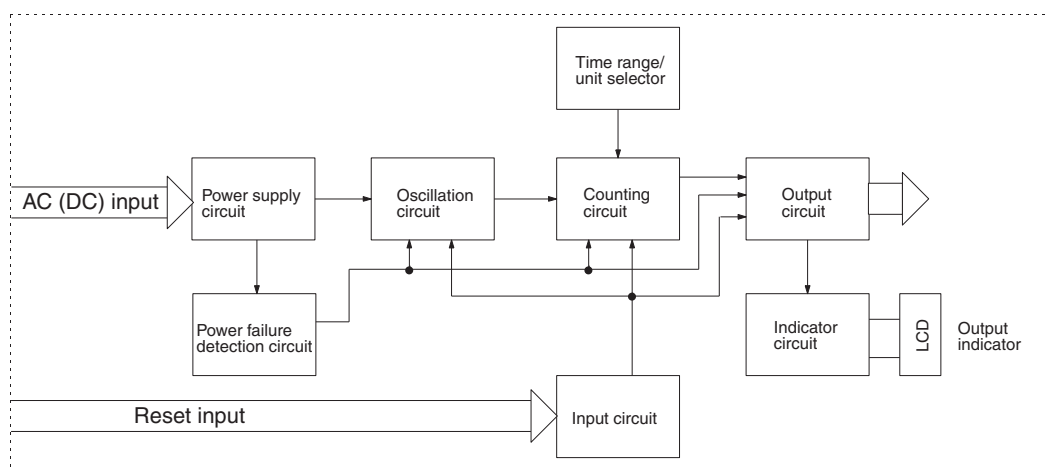 Time range/
unit selector
AC (DC) input
Power supply
circuit
Oscillation
circuit
Counting
circuit
Output
circuit
Power failure
detection circuit
Indicator
circuit
LCD
Output
indicator
Reset input
Input circuit